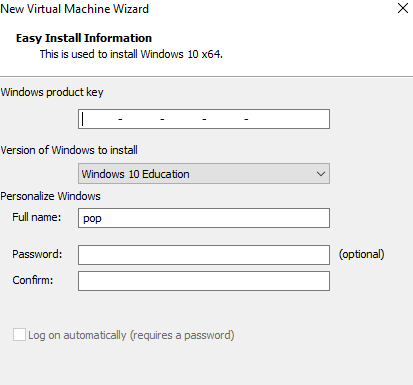 New Virtual Machine Wizard
Easy Install Information
This is used to install Windows 10 x64.
Windows product key
- - - -
Version of Windows to install
Windows 10 Education
Personalize Windows
Full name: pop
Password: (optional)
Confirm:
Log on automatically (requires a password)